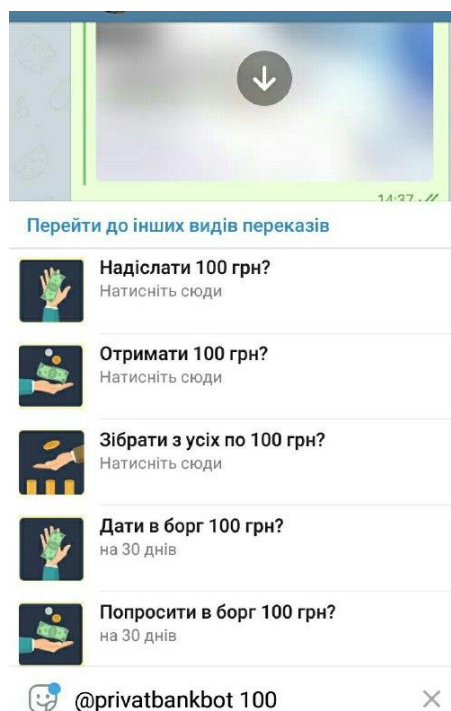 14:37
Перейти до інших видів переказів
Надіслати 100 грн?
Натисніть сюди
Отримати 100 грн?
Натисніть сюди
Зібрати з усіх по 100 грн?
Натисніть сюди
Дати в борг 100 грн?
на 30 днів
Попросити в борг 100 грн?
на 30 днів
@privatbankbot 100